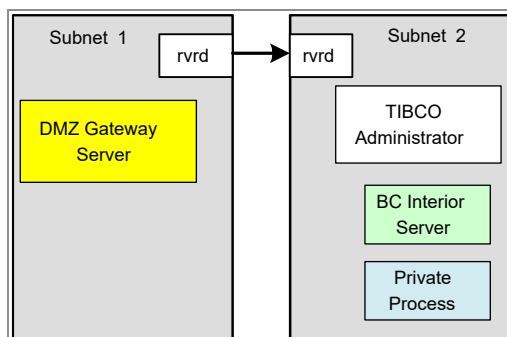 Subnet 1
rvrd
DMZ Gateway
Server
rvrd
Subnet 2
TIBCO
Administrator
BC Interior
Server
Private
Process